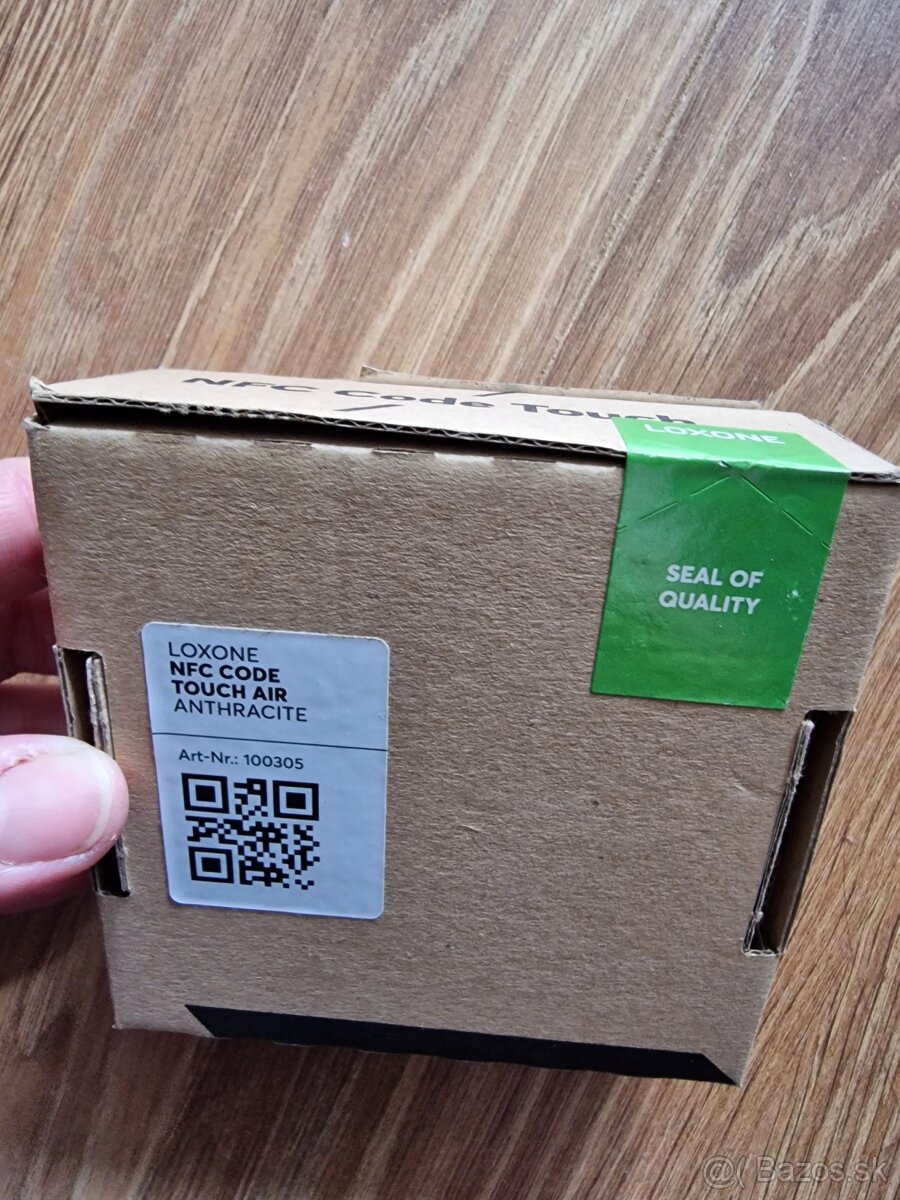 NFC Code Touch
LOXONE
SEAL OF
QUALITY
LOXONE
NFC CODE
TOUCH AIR
ANTHRACITE
Art-Nr.: 100305
@( Bazos.sk